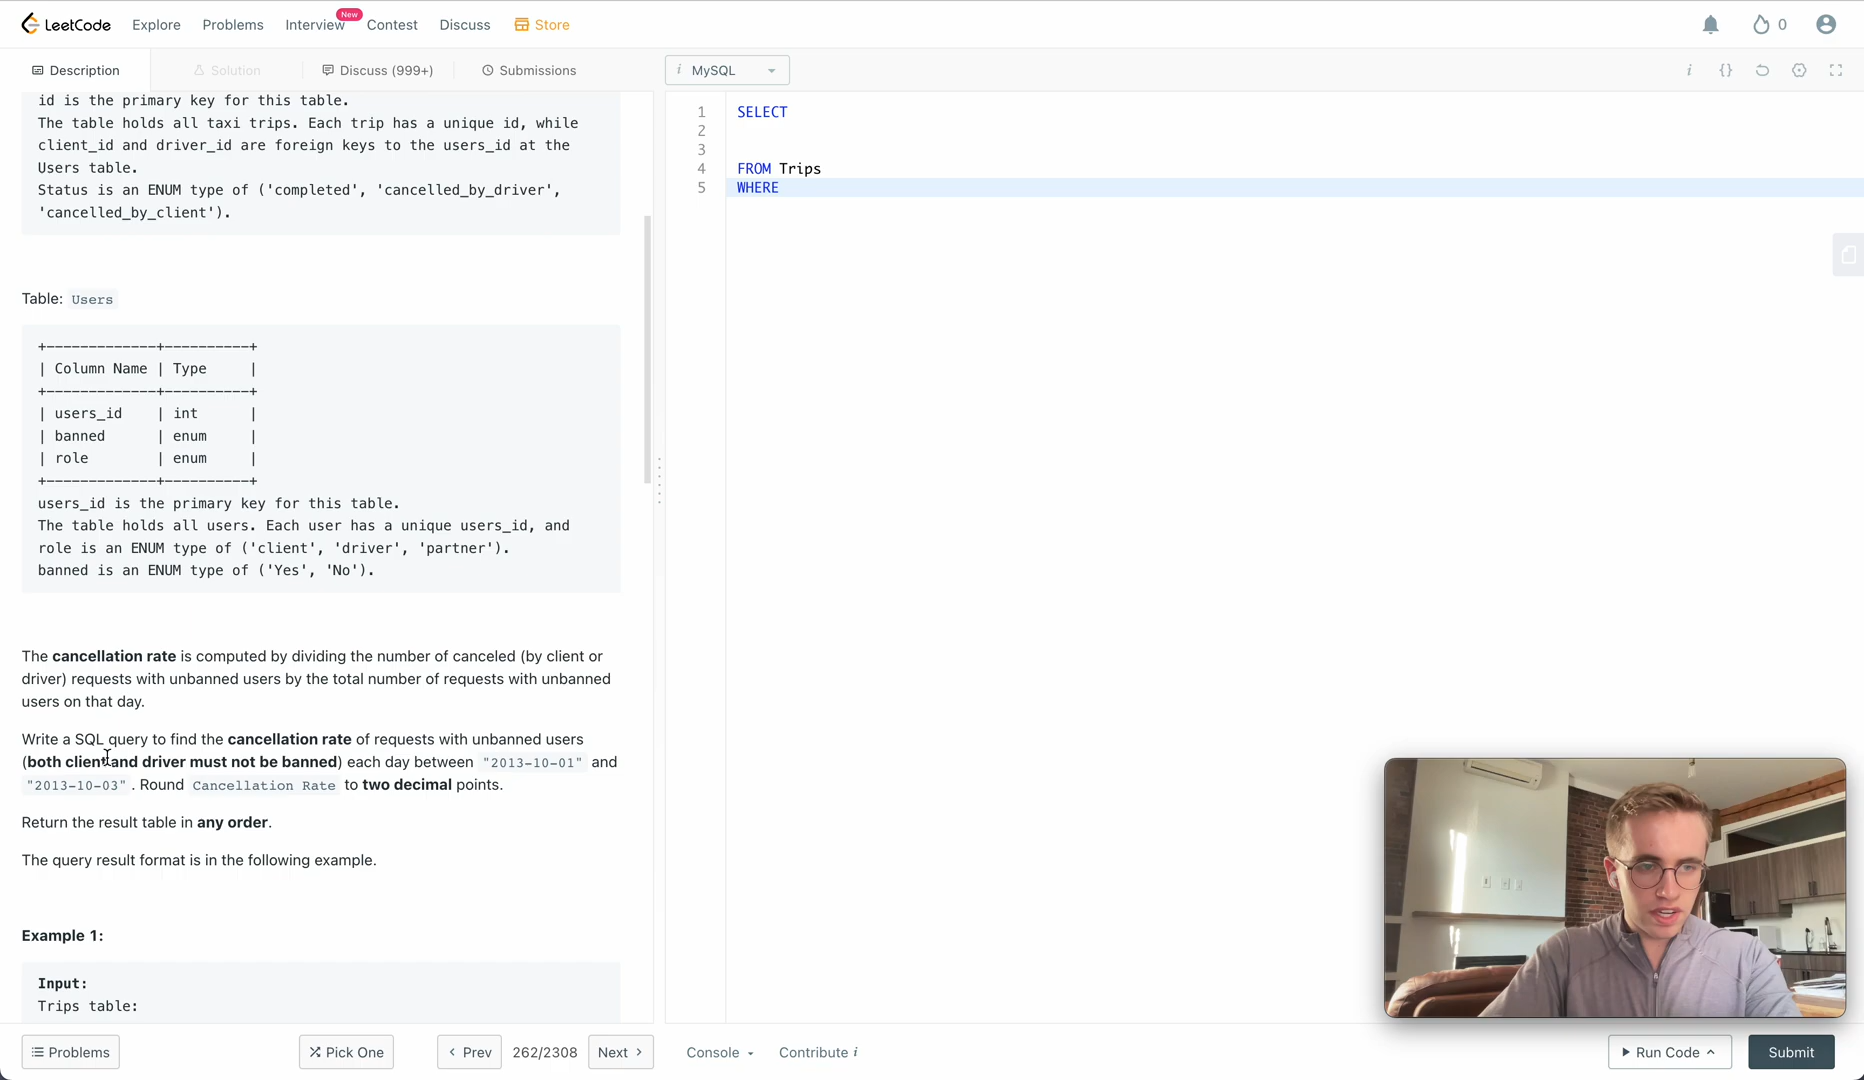 LeetCode Explore Problems Interview New Contest Discuss Store 0
Description Solution Discuss (999+) Submissions
id is the primary key for this table.
The table holds all taxi trips. Each trip has a unique id, while
client_id and driver_id are foreign keys to the users_id at the
Users table.
Status is an ENUM type of ('completed', 'cancelled_by_driver',
'cancelled_by_client').
Table: Users
+-------------+----------+
| Column Name | Type     |
+-------------+----------+
| users_id    | int      |
| banned      | enum     |
| role        | enum     |
+-------------+----------+
users_id is the primary key for this table.
The table holds all users. Each user has a unique users_id, and
role is an ENUM type of ('client', 'driver', 'partner').
banned is an ENUM type of ('Yes', 'No').
The cancellation rate is computed by dividing the number of canceled (by client or
driver) requests with unbanned users by the total number of requests with unbanned
users on that day.
Write a SQL query to find the cancellation rate of requests with unbanned users
(both client and driver must not be banned) each day between "2013-10-01" and
"2013-10-03". Round Cancellation Rate to two decimal points.
Return the result table in any order.
The query result format is in the following example.
Example 1:
Input:
Trips table:
Problems Pick One < Prev 262/2308 Next >
i MySQL i {}
1 SELECT
2
3
4 FROM Trips
5 WHERE
Console Contribute i Run Code Submit